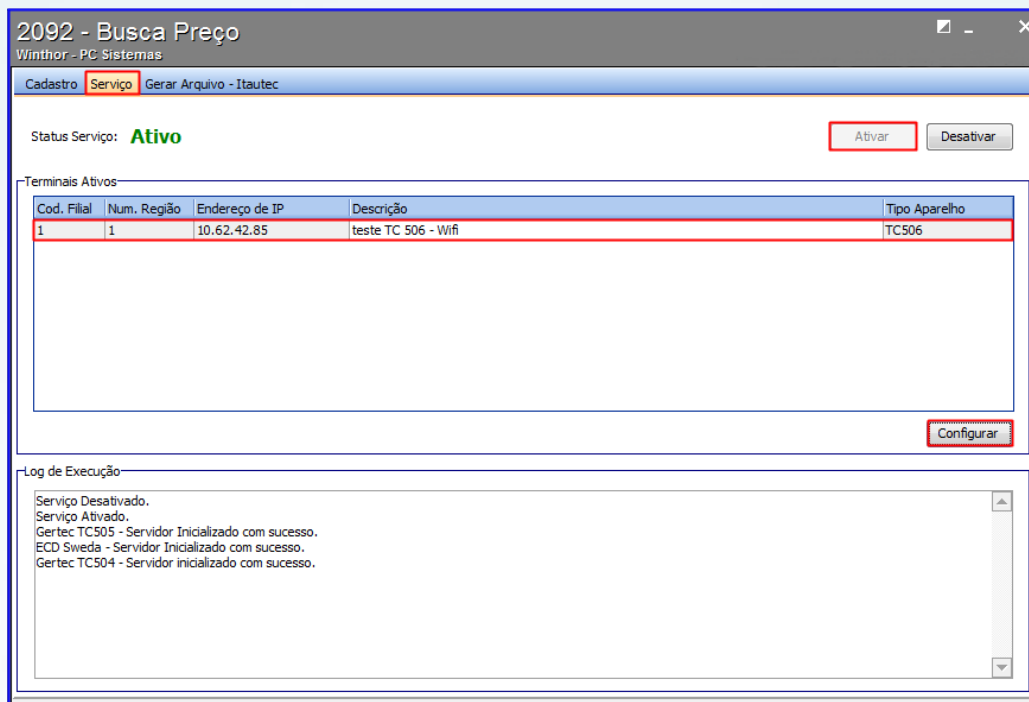 2092 - Busca Preço
Winthor - PC Sistemas
Cadastro Serviço Gerar Arquivo - Itautec
Status Serviço: Ativo Ativar Desativar
Terminais Ativos
Cod. Filial Num. Região Endereço de IP Descrição Tipo Aparelho
1 1 10.62.42.85 teste TC 506 - Wifi TC506
Configurar
Log de Execução
Serviço Desativado.
Serviço Ativado.
Gertec TC505 - Servidor Inicializado com sucesso.
ECD Sweda - Servidor Inicializado com sucesso.
Gertec TC504 - Servidor inicializado com sucesso.